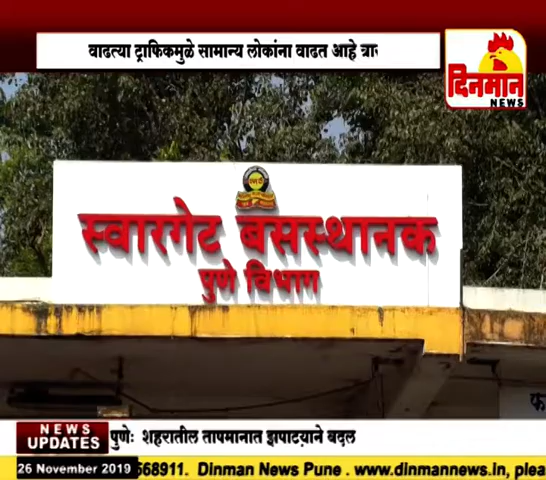 वाढत्या ट्राफिकमुळे सामान्य लोकांना वाढत आहे त्रा
दिनमान
NEWS
स्वारगेट बसस्थानक
पुणे विभाग
NEWS
UPDATES
पुणेः शहरातील तापमानात झपाटय़ाने बदल
26 November 2019
568911. Dinman News Pune . www.dinmannews.in, plea